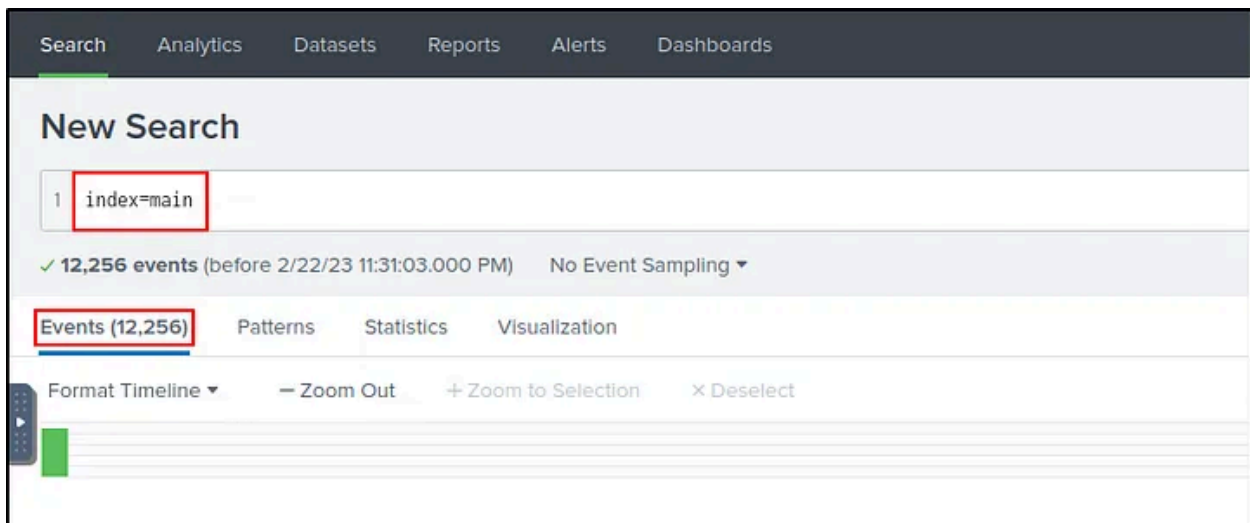 Search Analytics Datasets Reports Alerts Dashboards
New Search
1 index=main
✓ 12,256 events (before 2/22/23 11:31:03.000 PM) No Event Sampling ▾
Events (12,256) Patterns Statistics Visualization
Format Timeline ▾ — Zoom Out + Zoom to Selection × Deselect